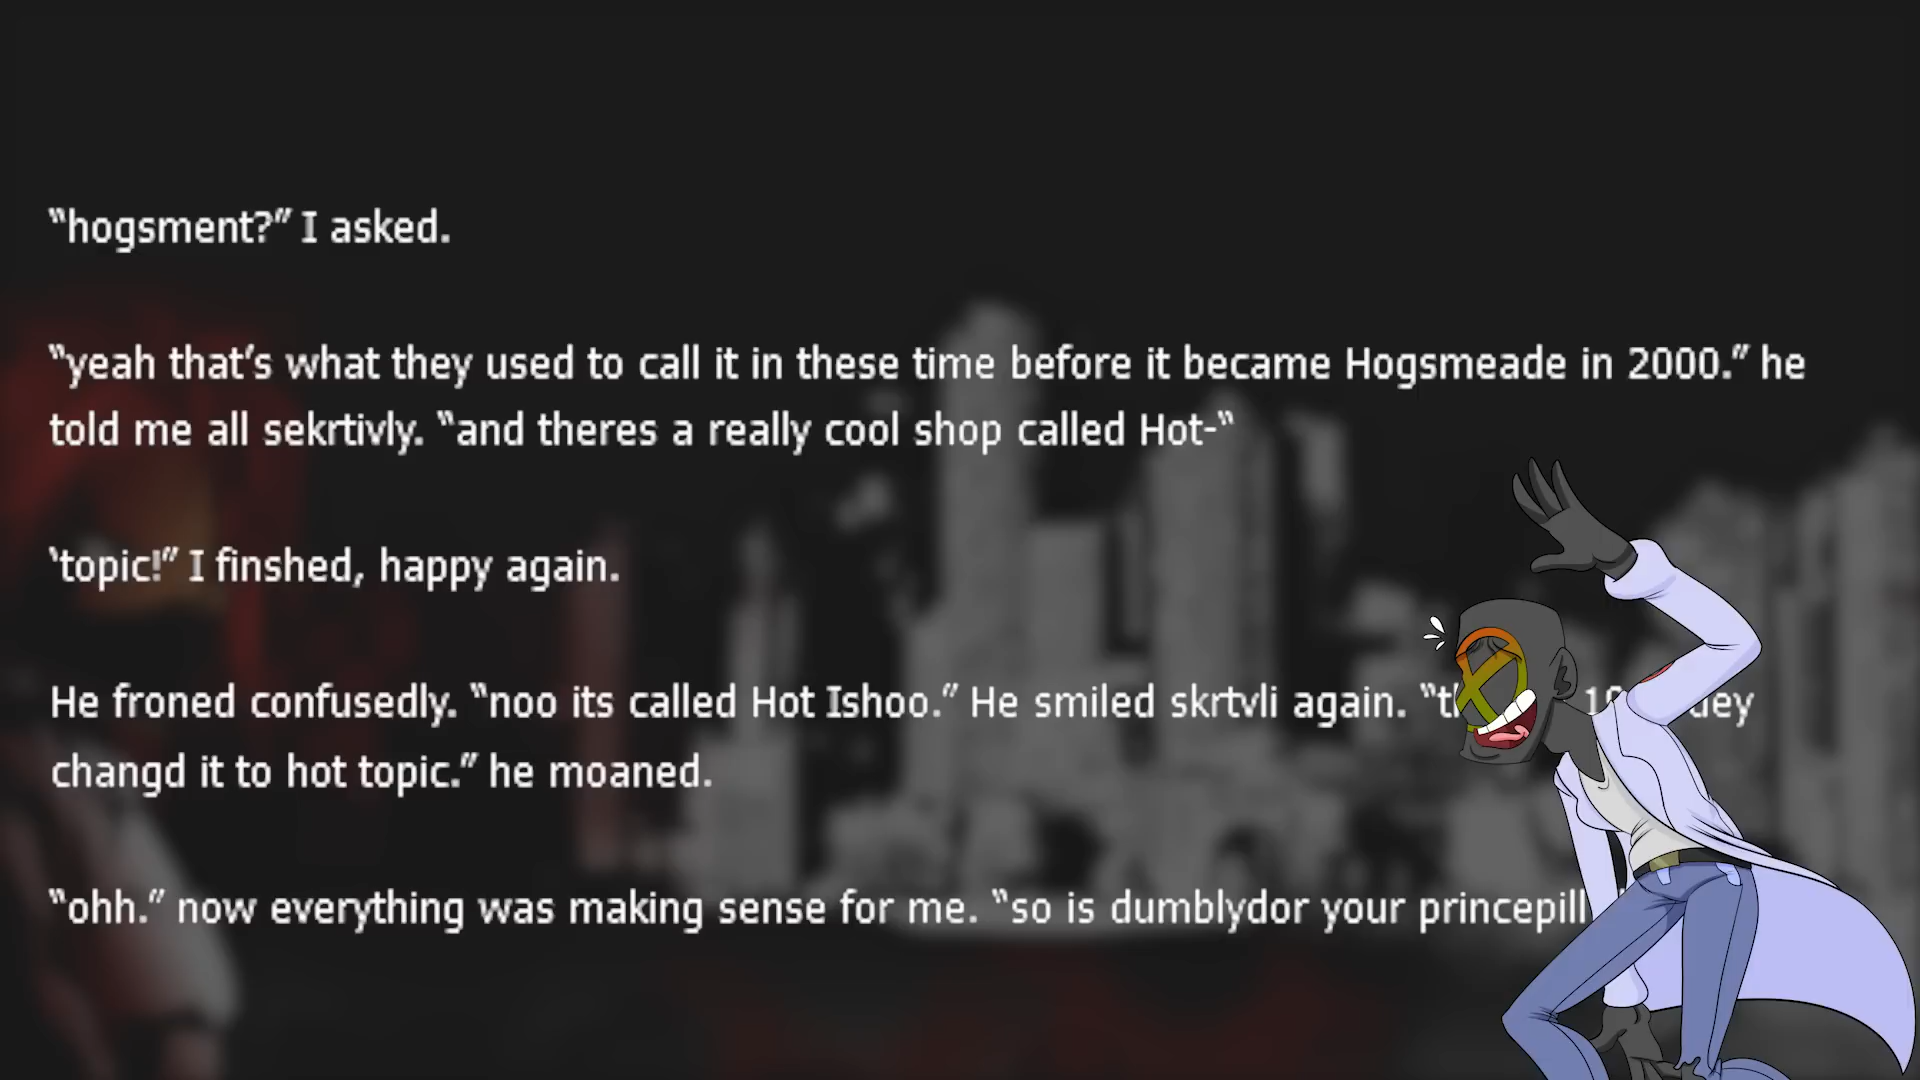 “hogsment?” I asked.
“yeah that’s what they used to call it in these time before it became Hogsmeade in 2000.” he
told me all sekrtivly. “and theres a really cool shop called Hot-“
‘topic!” I finshed, happy again.
He froned confusedly. “noo its called Hot Ishoo.” He smiled skrtvli again.
changd it to hot topic.” he moaned.
“ohh.” now everything was making sense for me. “so is dumblydor your princepill